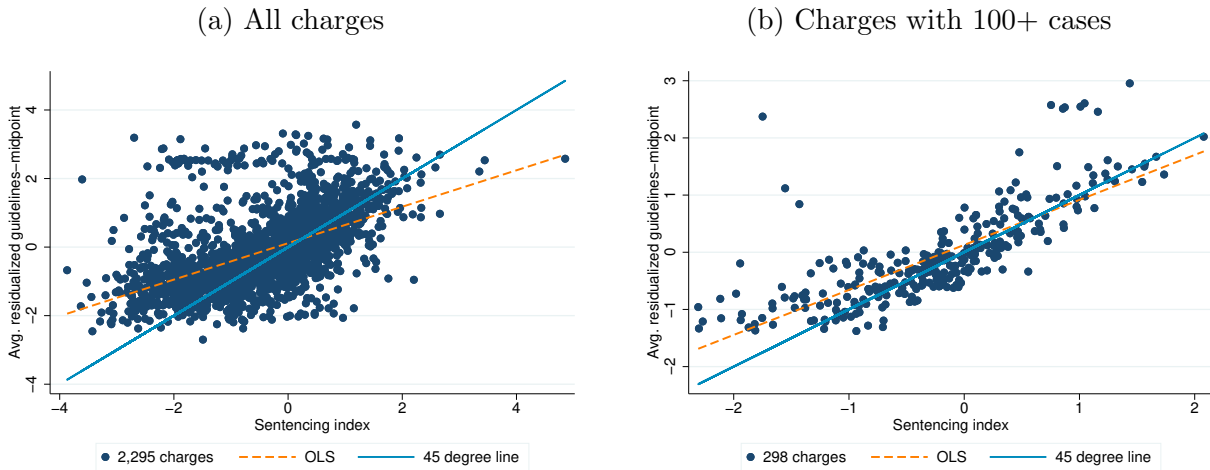 (a) All charges
Avg. residualized guidelines−midpoint
4
2
0
−2
−4
−4
−2
0
2
4
Sentencing index
2,295 charges
OLS
45 degree line
(b) Charges with 100+ cases
Avg. residualized guidelines−midpoint
3
2
1
0
−1
−2
−2
−1
0
1
2
Sentencing index
298 charges
OLS
45 degree line